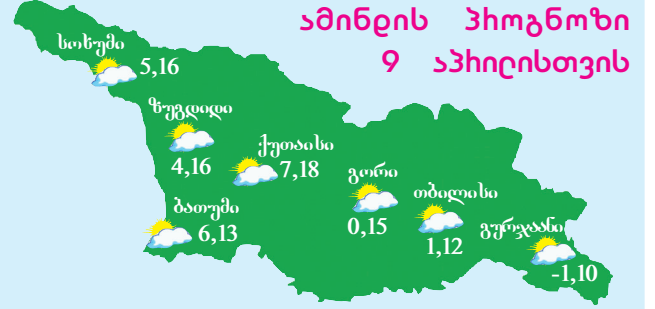 ამინდის პროგნოზი
9 აპრილისთვის
სოხუმი
5,16
ზუგდიდი
4,16
ქუთაისი
7,18
ბათუმი
6,13
გორი
0,15
თბილისი
1,12
გურჯაანი
-1,10